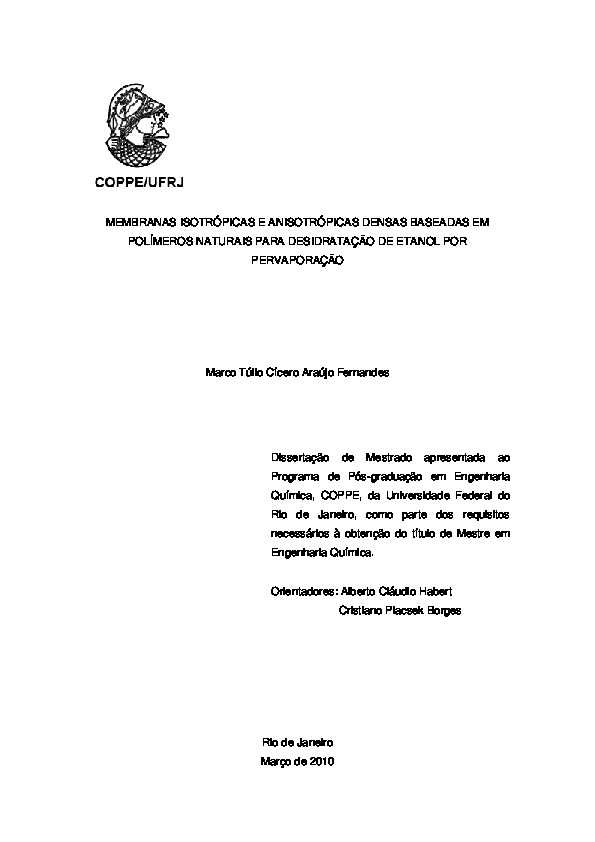 COPPE/UFRJ
MEMBRANAS ISOTRÓPICAS E ANISOTRÓPICAS DENSAS BASEADAS EM
POLÍMEROS NATURAIS PARA DESIDRATAÇÃO DE ETANOL POR
PERVAPORAÇÃO
Marco Túlio Cícero Araújo Fernandes
Dissertação de Mestrado apresentada ao
Programa de Pós-graduação em Engenharia
Química, COPPE, da Universidade Federal do
Rio de Janeiro, como parte dos requisitos
necessários à obtenção do título de Mestre em
Engenharia Química.
Orientadores: Alberto Cláudio Habert
Cristiano Piacsek Borges
Rio de Janeiro
Março de 2010